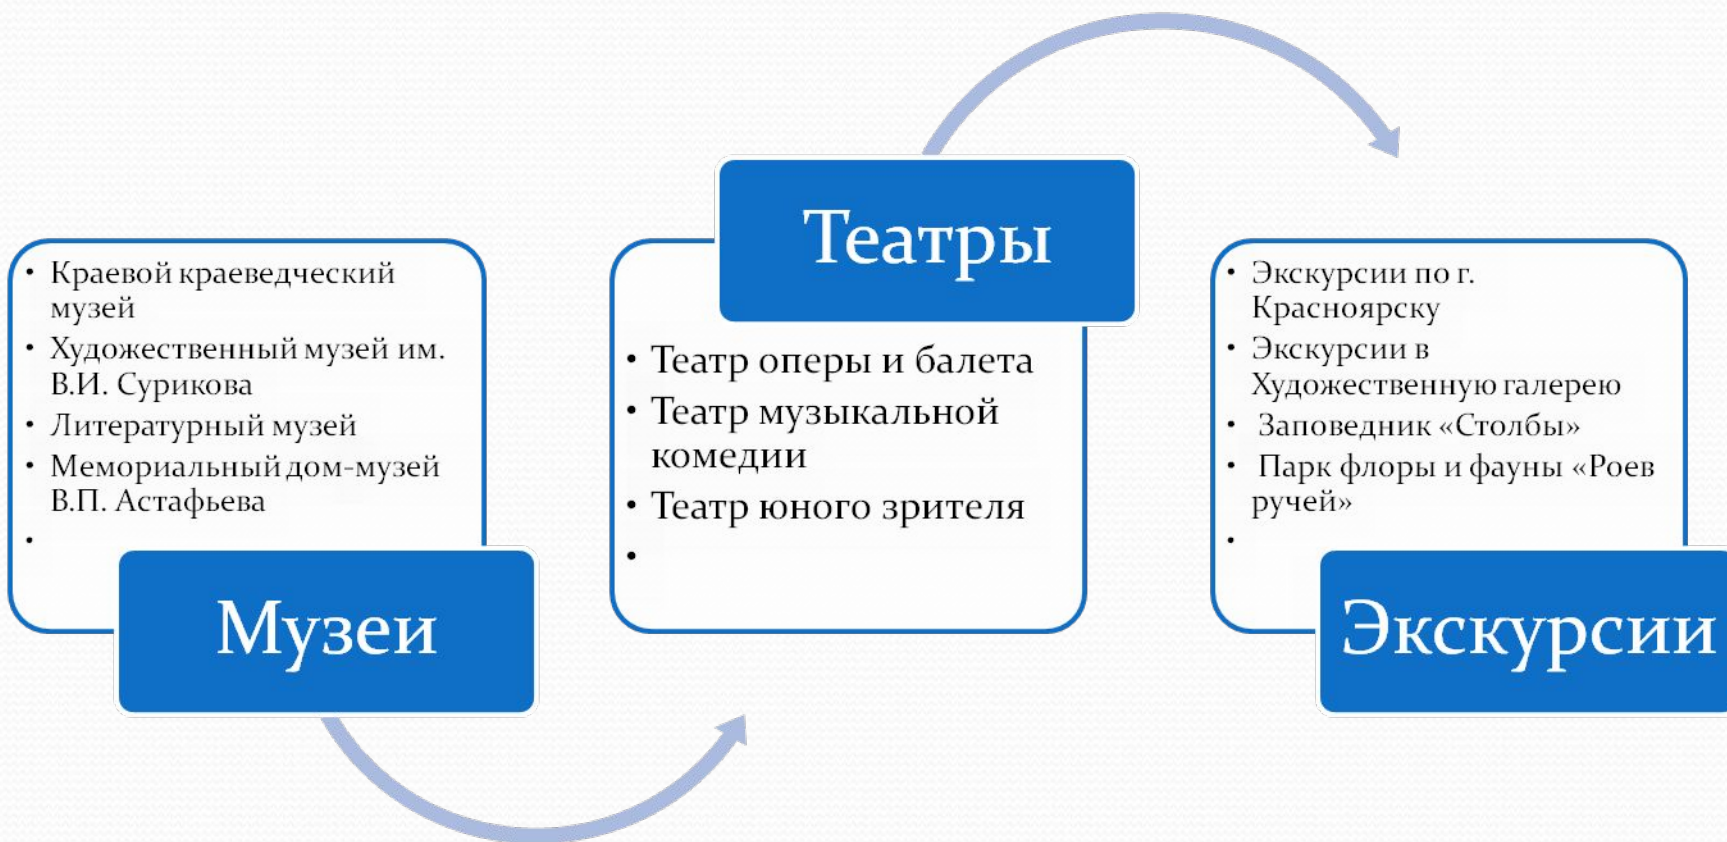 • Краевой краеведческий
музей
• Художественный музей им.
В.И. Сурикова
• Литературный музей
• Мемориальный дом-музей
В.П. Астафьева
•
Музеи
Театры
• Театр оперы и балета
• Театр музыкальной
комедии
• Театр юного зрителя
•
• Экскурсии по г.
Красноярску
• Экскурсии в
Художественную галерею
• Заповедник «Столбы»
• Парк флоры и фауны «Роев
ручей»
•
Экскурсии